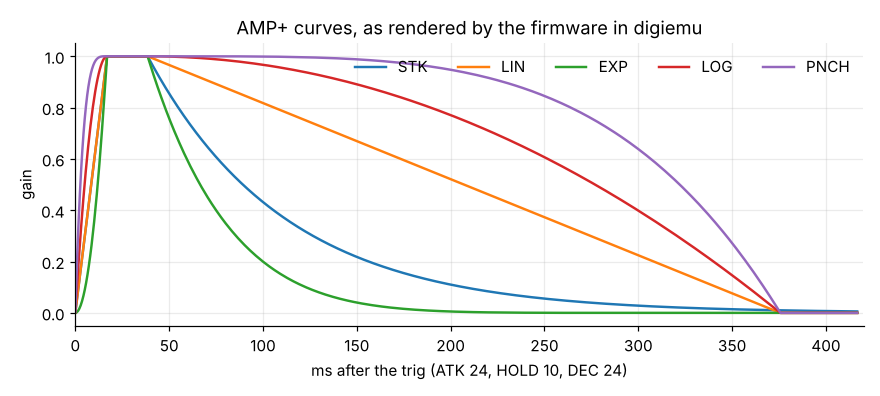 AMP+ curves, as rendered by the firmware in digiemu
STK LIN EXP LOG PNCH
gain
1.0
0.8
0.6
0.4
0.2
0.0
0 50 100 150 200 250 300 350 400
ms after the trig (ATK 24, HOLD 10, DEC 24)